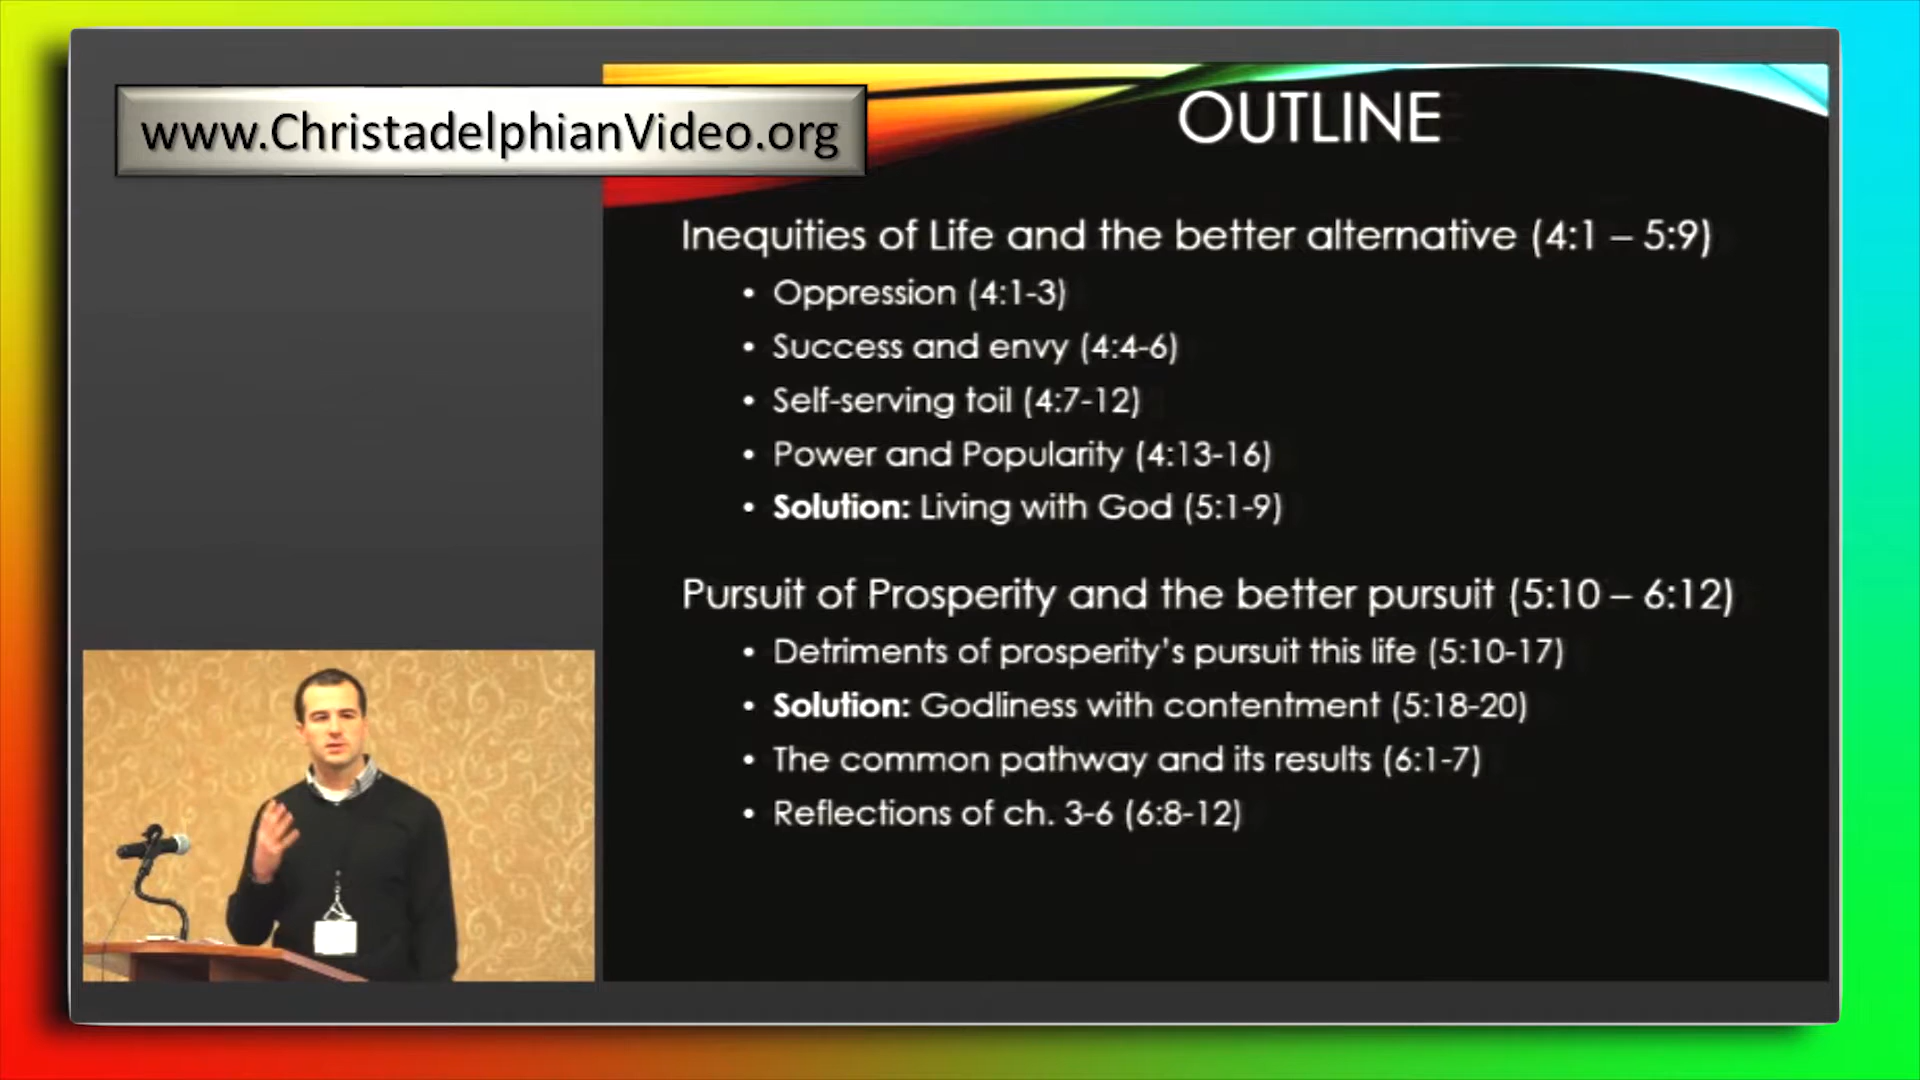 www.ChristadelphianVideo.org
OUTLINE
Inequities of Life and the better alternative (4:1 – 5:9)
• Oppression (4:1-3)
• Success and envy (4:4-6)
• Self-serving toil (4:7-12)
• Power and Popularity (4:13-16)
• Solution: Living with God (5:1-9)
Pursuit of Prosperity and the better pursuit (5:10 – 6:12)
• Detriments of prosperity's pursuit this life (5:10-17)
• Solution: Godliness with contentment (5:18-20)
• The common pathway and its results (6:1-7)
• Reflections of ch. 3-6 (6:8-12)